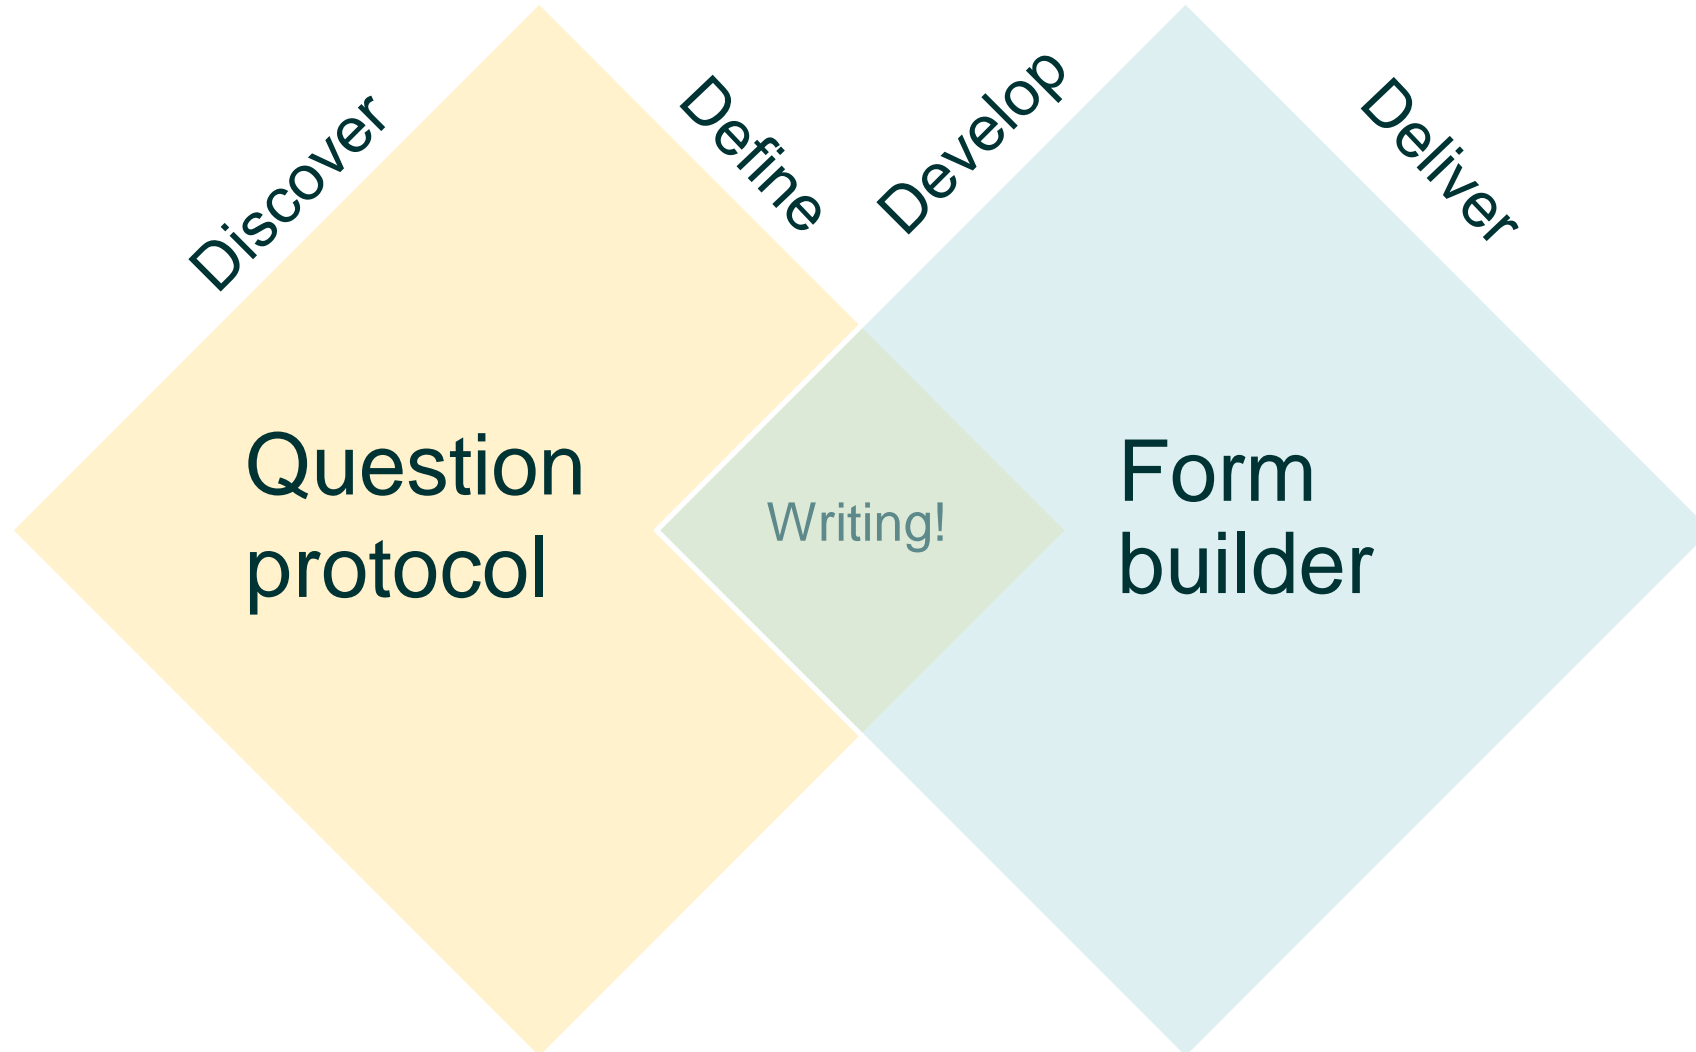 Discover
Define
Develop
Deliver
Question
protocol
Writing!
Form
builder